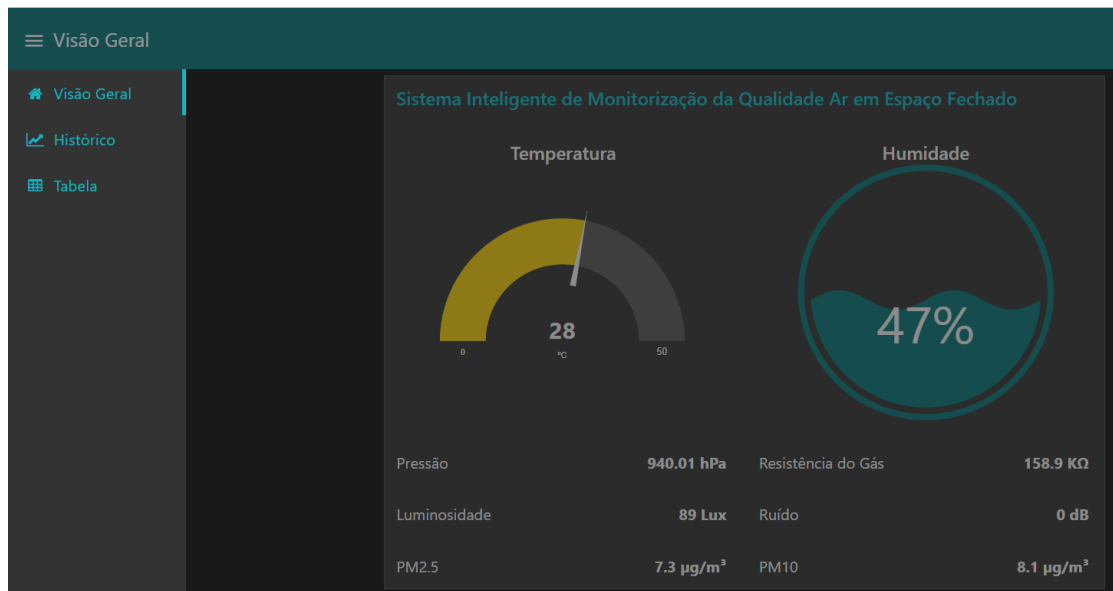 Visão Geral
Visão Geral
Histórico
Tabela
Sistema Inteligente de Monitorização da Qualidade Ar em Espaço Fechado
Temperatura
28
ºC
0
50
Humidade
47%
Pressão 940.01 hPa
Resistência do Gás 158.9 KΩ
Luminosidade 89 Lux
Ruído 0 dB
PM2.5 7.3 µg/m³
PM10 8.1 µg/m³